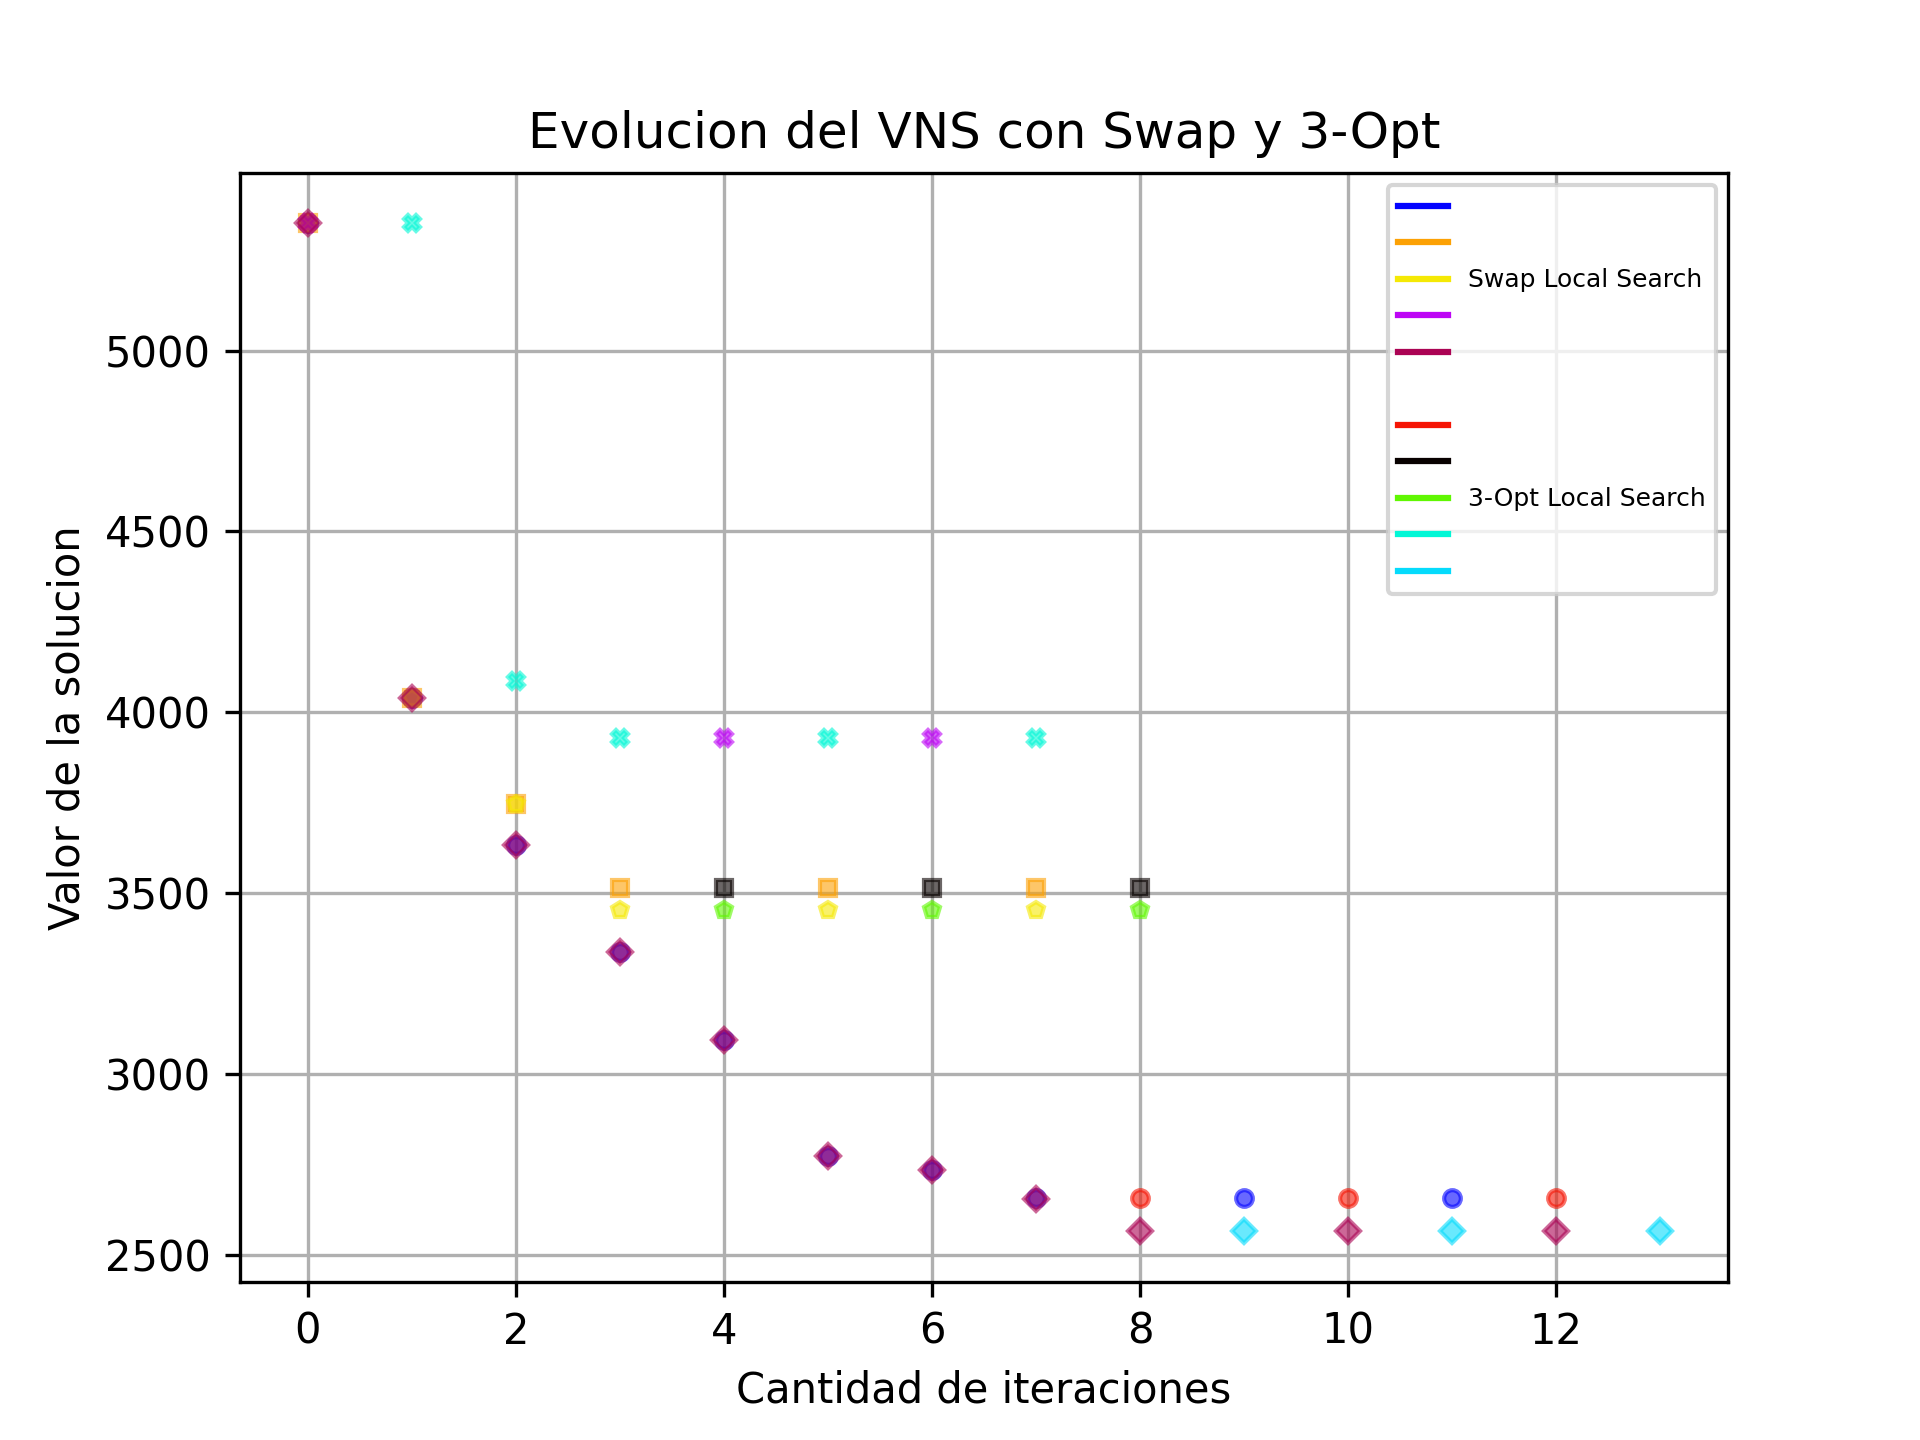 Evolucion del VNS con Swap y 3-Opt
Swap Local Search
3-Opt Local Search
Valor de la solucion
5000
4500
4000
3500
3000
2500
0 2 4 6 8 10 12
Cantidad de iteraciones